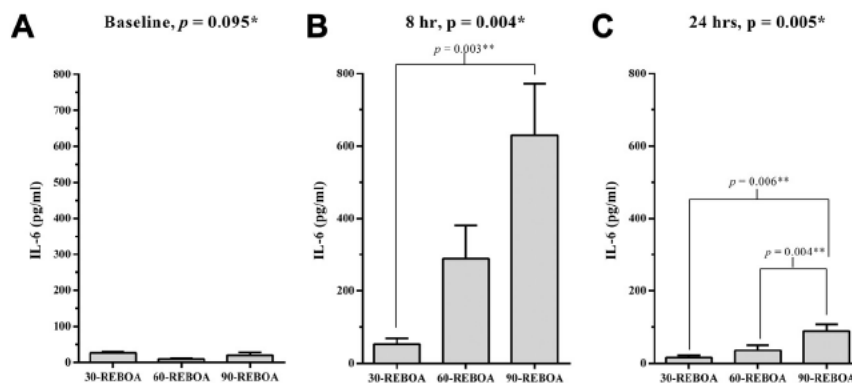 A Baseline, p = 0.095*
IL-6 (pg/ml)
800
700
600
500
400
300
200
100
0
30-REBOA 60-REBOA 90-REBOA
B 8 hr, p = 0.004*
p = 0.003**
IL-6 (pg/ml)
800
600
400
200
0
30-REBOA 60-REBOA 90-REBOA
C 24 hrs, p = 0.005*
IL-6 (pg/ml)
800
600
400
200
0
p = 0.006**
p = 0.004**
30-REBOA 60-REBOA 90-REBOA